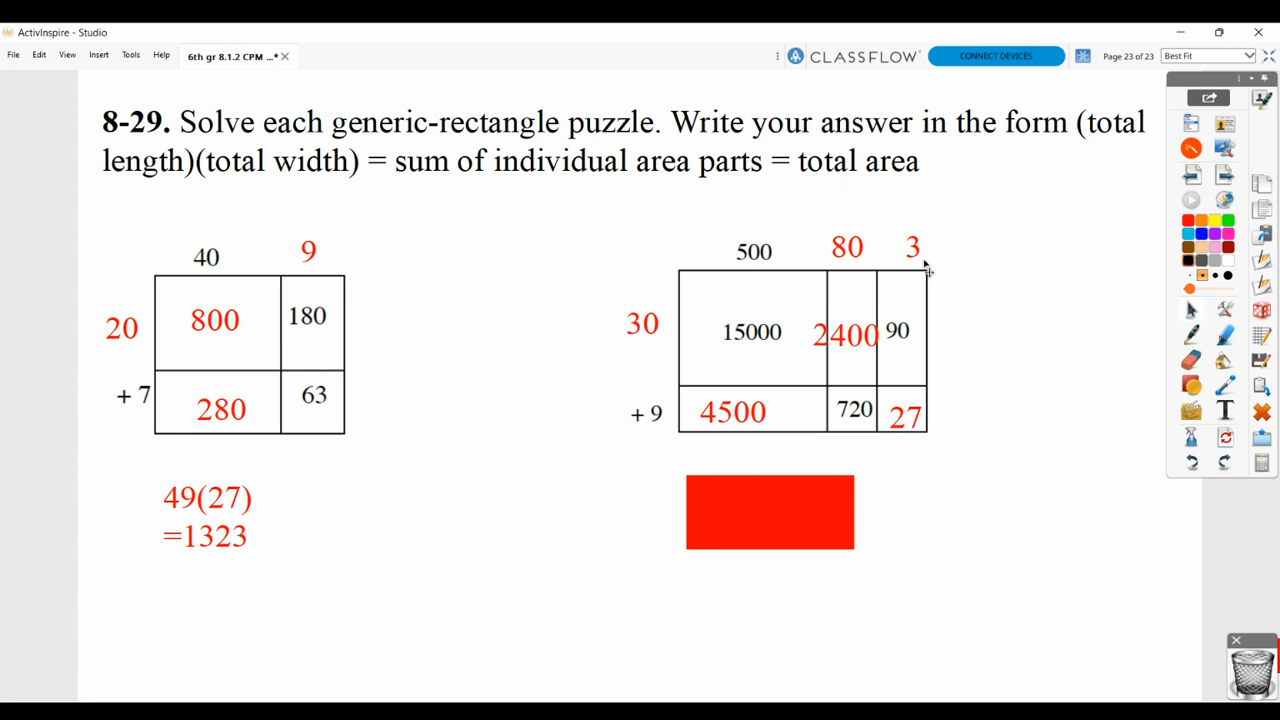 ActivInspire - Studio
File Edit View Insert Tools Help 6th gr 8.1.2 CPM ...* CLASSFLOW CONNECT DEVICES Page 23 of 23 Best Fit
8-29. Solve each generic-rectangle puzzle. Write your answer in the form (total
length)(total width) = sum of individual area parts = total area
40 9
20 800 180
+ 7 280 63
49(27)
=1323
500 80 3
30 15000 2400 90
+ 9 4500 720 27
T